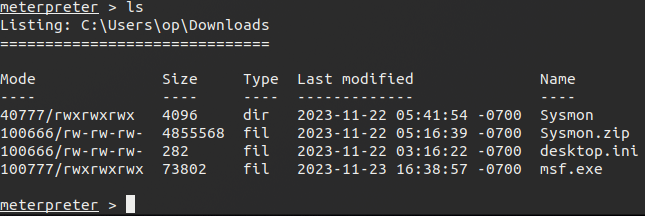 meterpreter > ls
Listing: C:\Users\op\Downloads
==============================
Mode Size Type Last modified Name
---- ---- ---- ------------- ----
40777/rwxrwxrwx 4096 dir 2023-11-22 05:41:54 -0700 Sysmon
100666/rw-rw-rw- 4855568 fil 2023-11-22 05:16:39 -0700 Sysmon.zip
100666/rw-rw-rw- 282 fil 2023-11-22 03:16:22 -0700 desktop.ini
100777/rwxrwxrwx 73802 fil 2023-11-23 16:38:57 -0700 msf.exe
meterpreter >